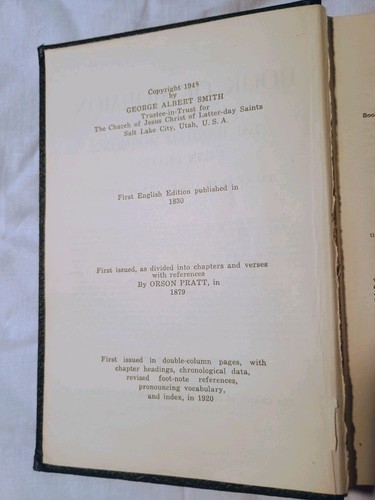 Copyright 1948
by
GEORGE ALBERT SMITH
Trustee-in-Trust for
The Church of Jesus Christ of Latter-day Saints
Salt Lake City, Utah, U. S. A.
First English Edition published in
1830
First issued, as divided into chapters and verses
with references
By ORSON PRATT, in
1879
First issued in double-column pages, with
chapter headings, chronological data,
revised foot-note references,
pronouncing vocabulary,
and index, in 1920